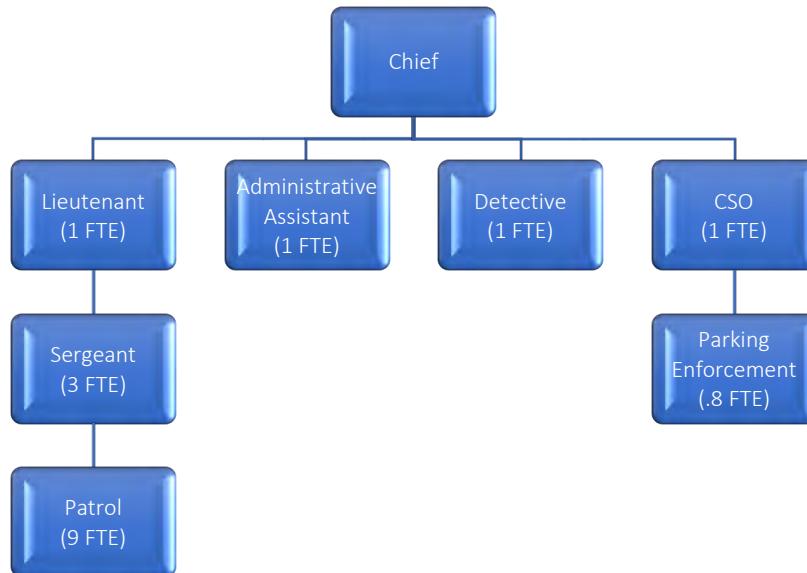 Chief
Lieutenant
(1 FTE)
Administrative
Assistant
(1 FTE)
Detective
(1 FTE)
CSO
(1 FTE)
Sergeant
(3 FTE)
Parking
Enforcement
(.8 FTE)
Patrol
(9 FTE)